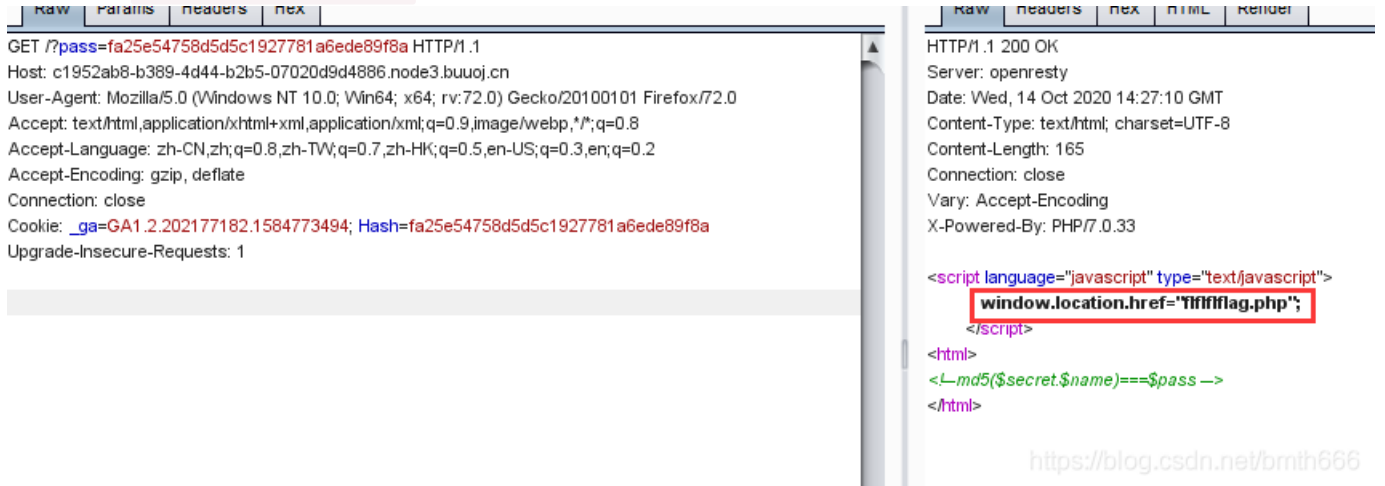 Raw Params Headers Hex
GET /?pass=fa25e54758d5d5c1927781a6ede89f8a HTTP/1.1
Host: c1952ab8-b389-4d44-b2b5-07020d9d4886.node3.buuoj.cn
User-Agent: Mozilla/5.0 (Windows NT 10.0; Win64; x64; rv:72.0) Gecko/20100101 Firefox/72.0
Accept: text/html,application/xhtml+xml,application/xml;q=0.9,image/webp,*/*;q=0.8
Accept-Language: zh-CN,zh;q=0.8,zh-TW;q=0.7,zh-HK;q=0.5,en-US;q=0.3,en;q=0.2
Accept-Encoding: gzip, deflate
Connection: close
Cookie: _ga=GA1.2.202177182.1584773494; Hash=fa25e54758d5d5c1927781a6ede89f8a
Upgrade-Insecure-Requests: 1
Raw Headers Hex HTML Render
HTTP/1.1 200 OK
Server: openresty
Date: Wed, 14 Oct 2020 14:27:10 GMT
Content-Type: text/html; charset=UTF-8
Content-Length: 165
Connection: close
Vary: Accept-Encoding
X-Powered-By: PHP/7.0.33
<script language="javascript" type="text/javascript">
window.location.href="flflflflag.php";
</script>
<html>
<!--md5($secret.$name)===$pass -->
</html>
https://blog.csdn.net/bmth666